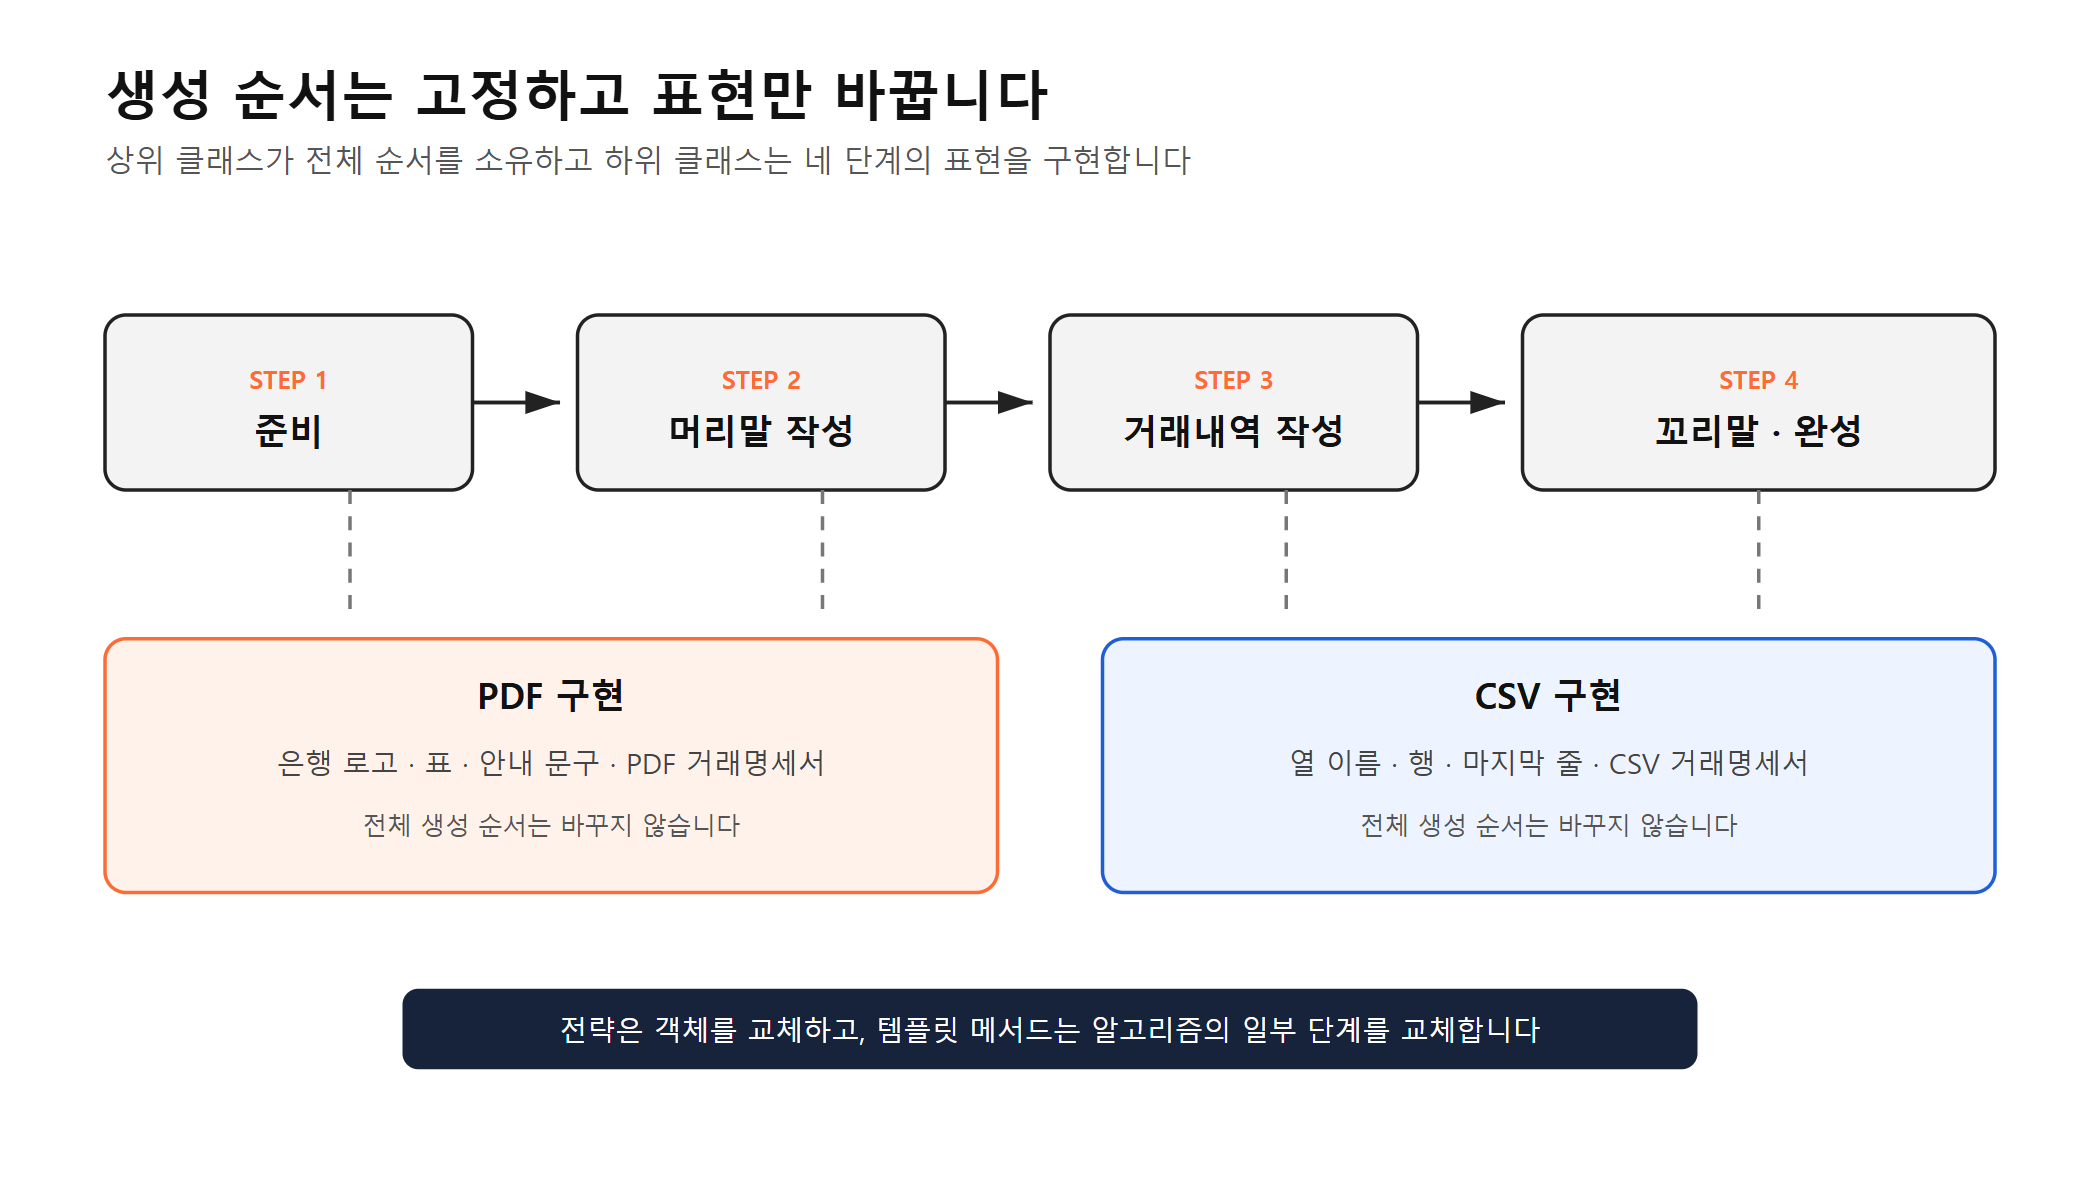 생성 순서는 고정하고 표현만 바꿉니다
상위 클래스가 전체 순서를 소유하고 하위 클래스는 네 단계의 표현을 구현합니다
STEP 1
준비
STEP 2
머리말 작성
STEP 3
거래내역 작성
STEP 4
꼬리말 · 완성
PDF 구현
은행 로고 · 표 · 안내 문구 · PDF 거래명세서
전체 생성 순서는 바꾸지 않습니다
CSV 구현
열 이름 · 행 · 마지막 줄 · CSV 거래명세서
전체 생성 순서는 바꾸지 않습니다
전략은 객체를 교체하고, 템플릿 메서드는 알고리즘의 일부 단계를 교체합니다